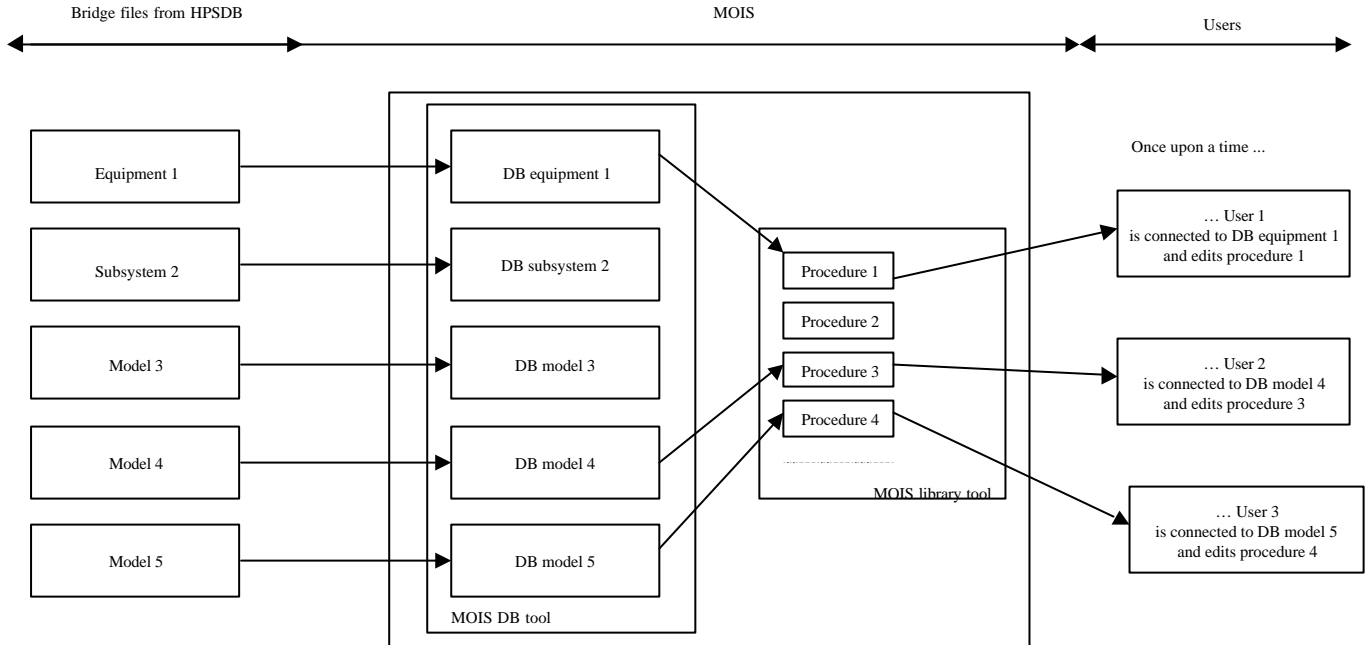 Bridge files from HPSDB
MOIS
Users
Equipment 1
Subsystem 2
Model 3
Model 4
Model 5
DB equipment 1
DB subsystem 2
DB model 3
DB model 4
DB model 5
MOIS DB tool
Procedure 1
Procedure 2
Procedure 3
Procedure 4
MOIS library tool
Once upon a time ...
… User 1
is connected to DB equipment 1
and edits procedure 1
… User 2
is connected to DB model 4
and edits procedure 3
… User 3
is connected to DB model 5
and edits procedure 4